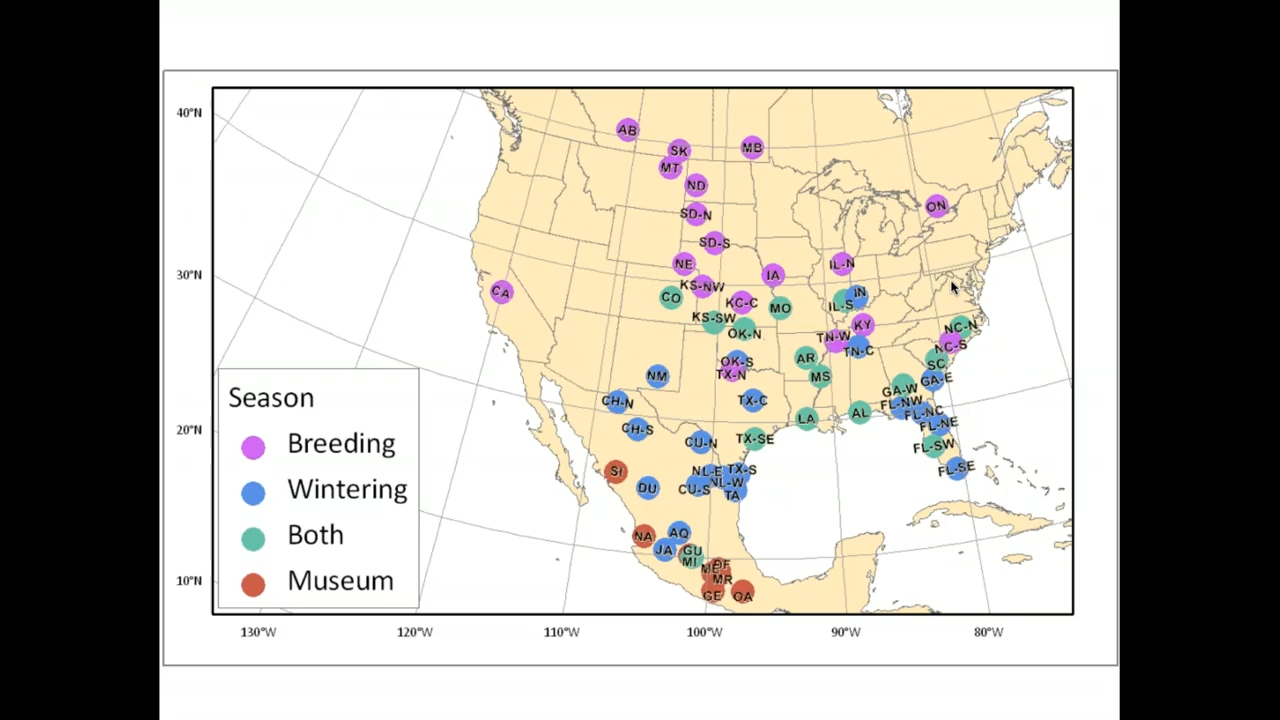 40°N
AB
SK
MB
MT
ND
ON
SD-N
SD-S
NE
IL-N
30°N
IA
KS-NW
CA
CO
KC-C
MO
IL-S
IN
KS-SW
OK-N
TN-W
KY
TN-C
NC-N
NC-S
OK-S
TX-N
AR
MS
SC
GA-E
NM
CH-N
TX-C
GA-W
FL-NW
FL-NC
FL-NE
LA
AL
CH-S
CU-N
TX-SE
FL-SW
FL-SE
20°N
SI
DU
NL-E
TX-S
NL-W
CU-S
TA
NA
AQ
JA
GU
MI
ME
DF
MR
GE
OA
10°N
Season
Breeding
Wintering
Both
Museum
130°W 120°W 110°W 100°W 90°W 80°W